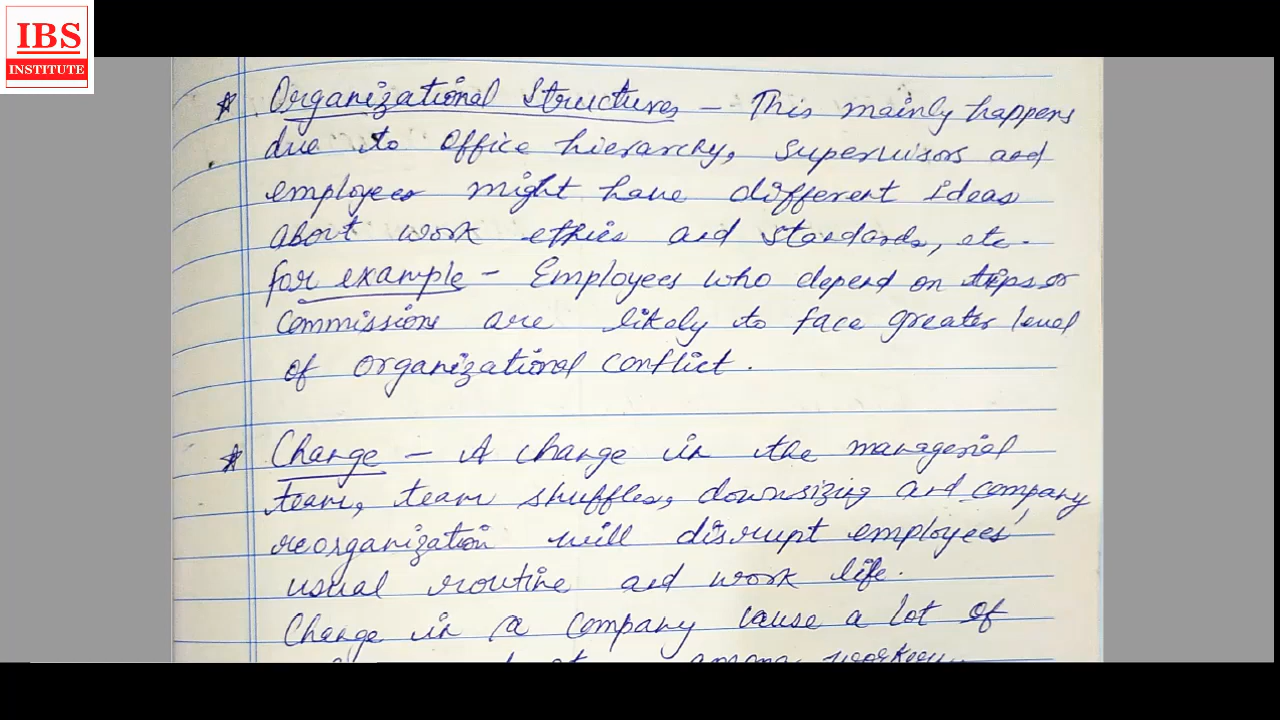 IBS
INSTITUTE
* Organizational Structures - This mainly happens
due to office hierarchy, supervisors and
employees might have different ideas
about work ethics and standards, etc.
for example - Employees who depend on tips or
Commissions are likely to face greater level
of organizational conflict.
* Change - A change in the managerial
team, team shuffles, downsizing and company
reorganization will disrupt employees'
usual routine and work life.
Change in a company cause a lot of
among workers